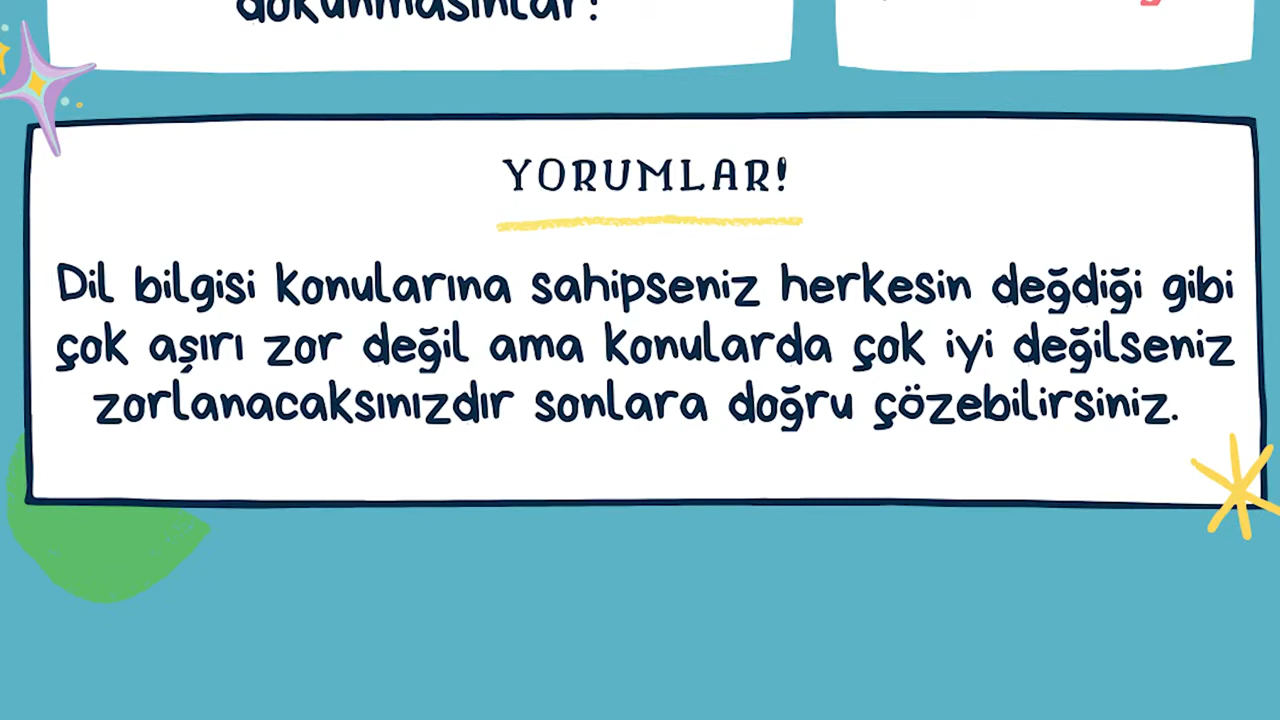 dokunmasınlar!
YORUMLAR!
Dil bilgisi konularına sahipseniz herkesin değdiği gibi
çok aşırı zor değil ama konularda çok iyi değilseniz
zorlanacaksınızdır sonlara doğru çözebilirsiniz.